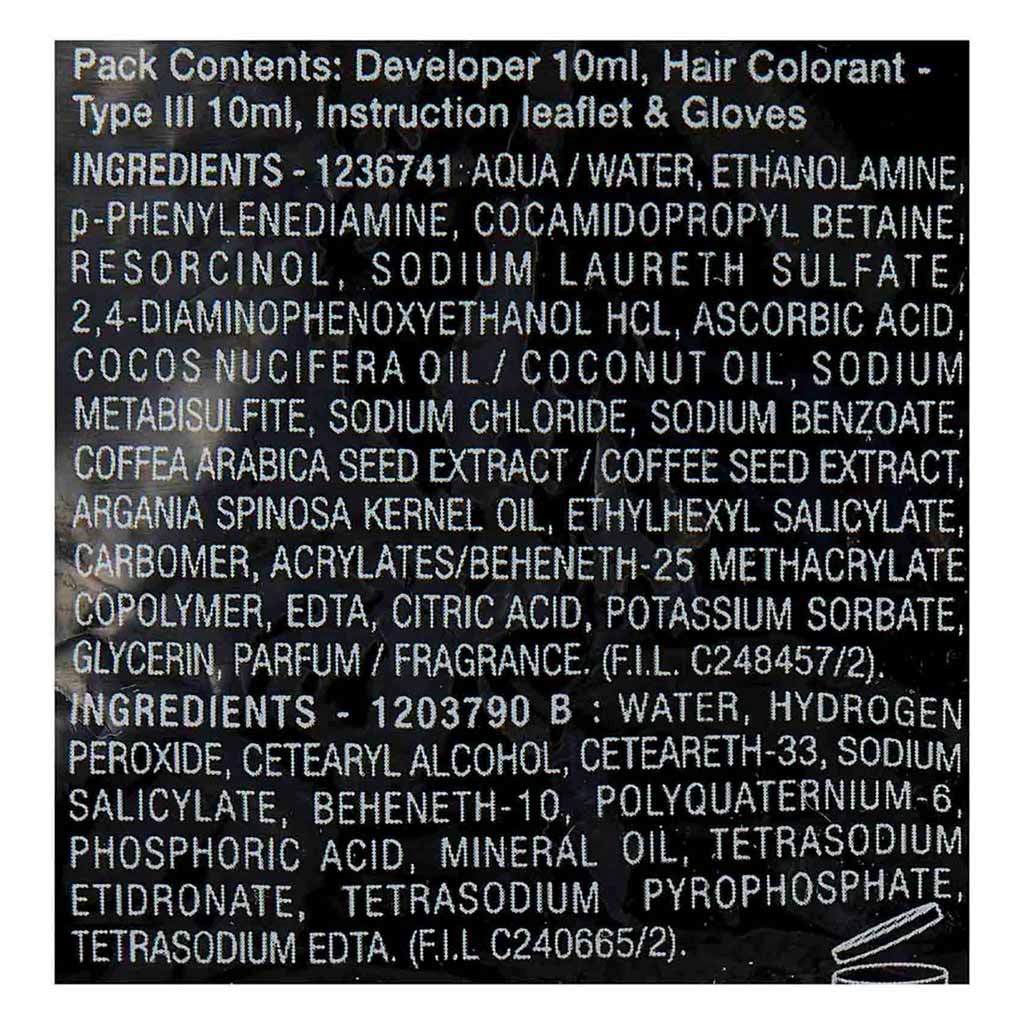 Pack Contents: Developer 10ml, Hair Colorant -
Type III 10ml, Instruction leaflet & Gloves
INGREDIENTS - 1236741 : AQUA / WATER, ETHANOLAMINE,
p-PHENYLENEDIAMINE, COCAMIDOPROPYL BETAINE,
RESORCINOL, SODIUM LAURETH SULFATE,
2,4-DIAMINOPHENOXYETHANOL HCL, ASCORBIC ACID,
COCOS NUCIFERA OIL / COCONUT OIL, SODIUM
METABISULFITE, SODIUM CHLORIDE, SODIUM BENZOATE,
COFFEA ARABICA SEED EXTRACT / COFFEE SEED EXTRACT,
ARGANIA SPINOSA KERNEL OIL, ETHYLHEXYL SALICYLATE,
CARBOMER, ACRYLATES/BEHENETH-25 METHACRYLATE
COPOLYMER, EDTA, CITRIC ACID, POTASSIUM SORBATE,
GLYCERIN, PARFUM / FRAGRANCE. (F.I.L. C248457/2).
INGREDIENTS - 1203790 B : WATER, HYDROGEN
PEROXIDE, CETEARYL ALCOHOL, CETEARETH-33, SODIUM
SALICYLATE, BEHENETH-10, POLYQUATERNIUM-6,
PHOSPHORIC ACID, MINERAL OIL, TETRASODIUM
ETIDRONATE, TETRASODIUM PYROPHOSPHATE,
TETRASODIUM EDTA. (F.I.L C240665/2).